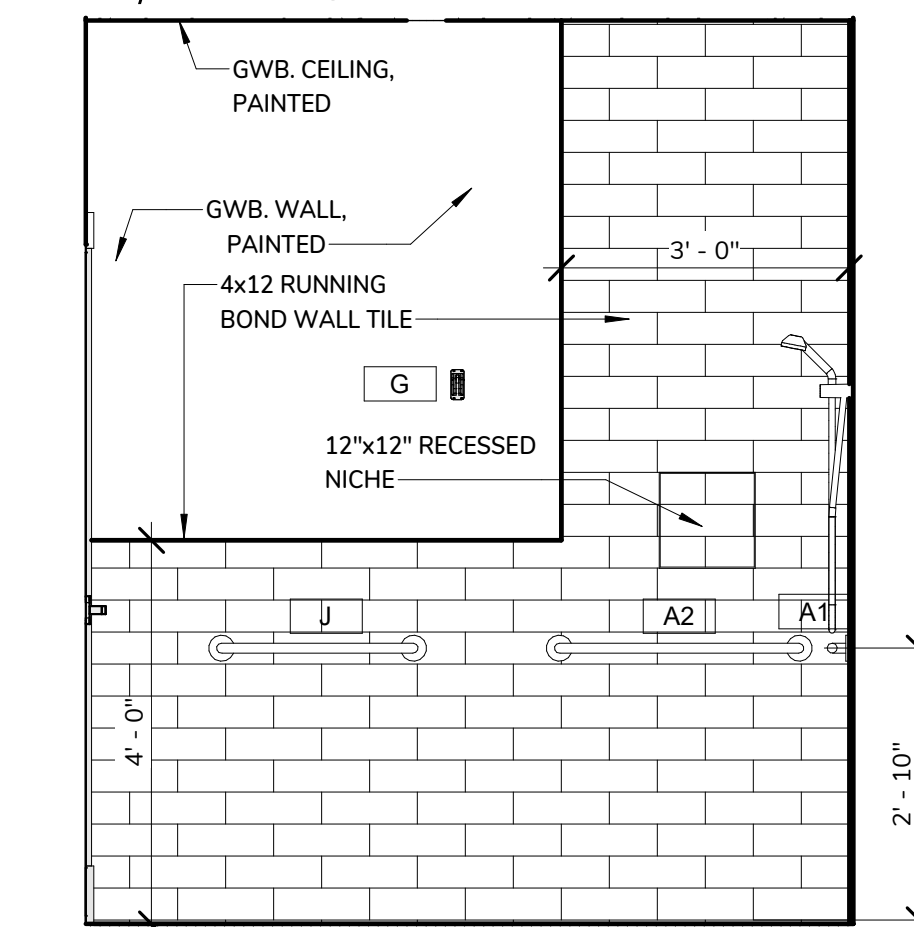 GWB. CEILING,
PAINTED
GWB. WALL,
PAINTED
3' - 0"
4x12 RUNNING
BOND WALL TILE
G
12"x12" RECESSED
NICHE
J
A2
A1
4' - 0"
2' - 10"